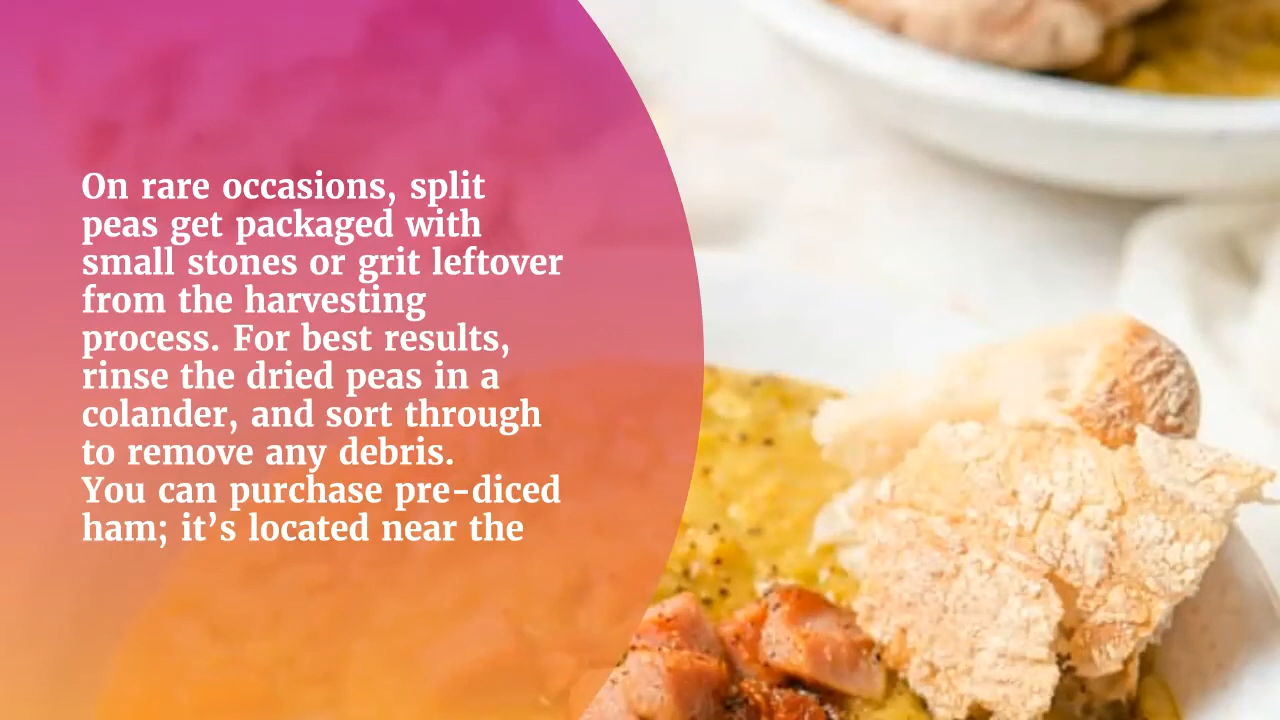 On rare occasions, split
peas get packaged with
small stones or grit leftover
from the harvesting
process. For best results,
rinse the dried peas in a
colander, and sort through
to remove any debris.
You can purchase pre-diced
ham; it’s located near the